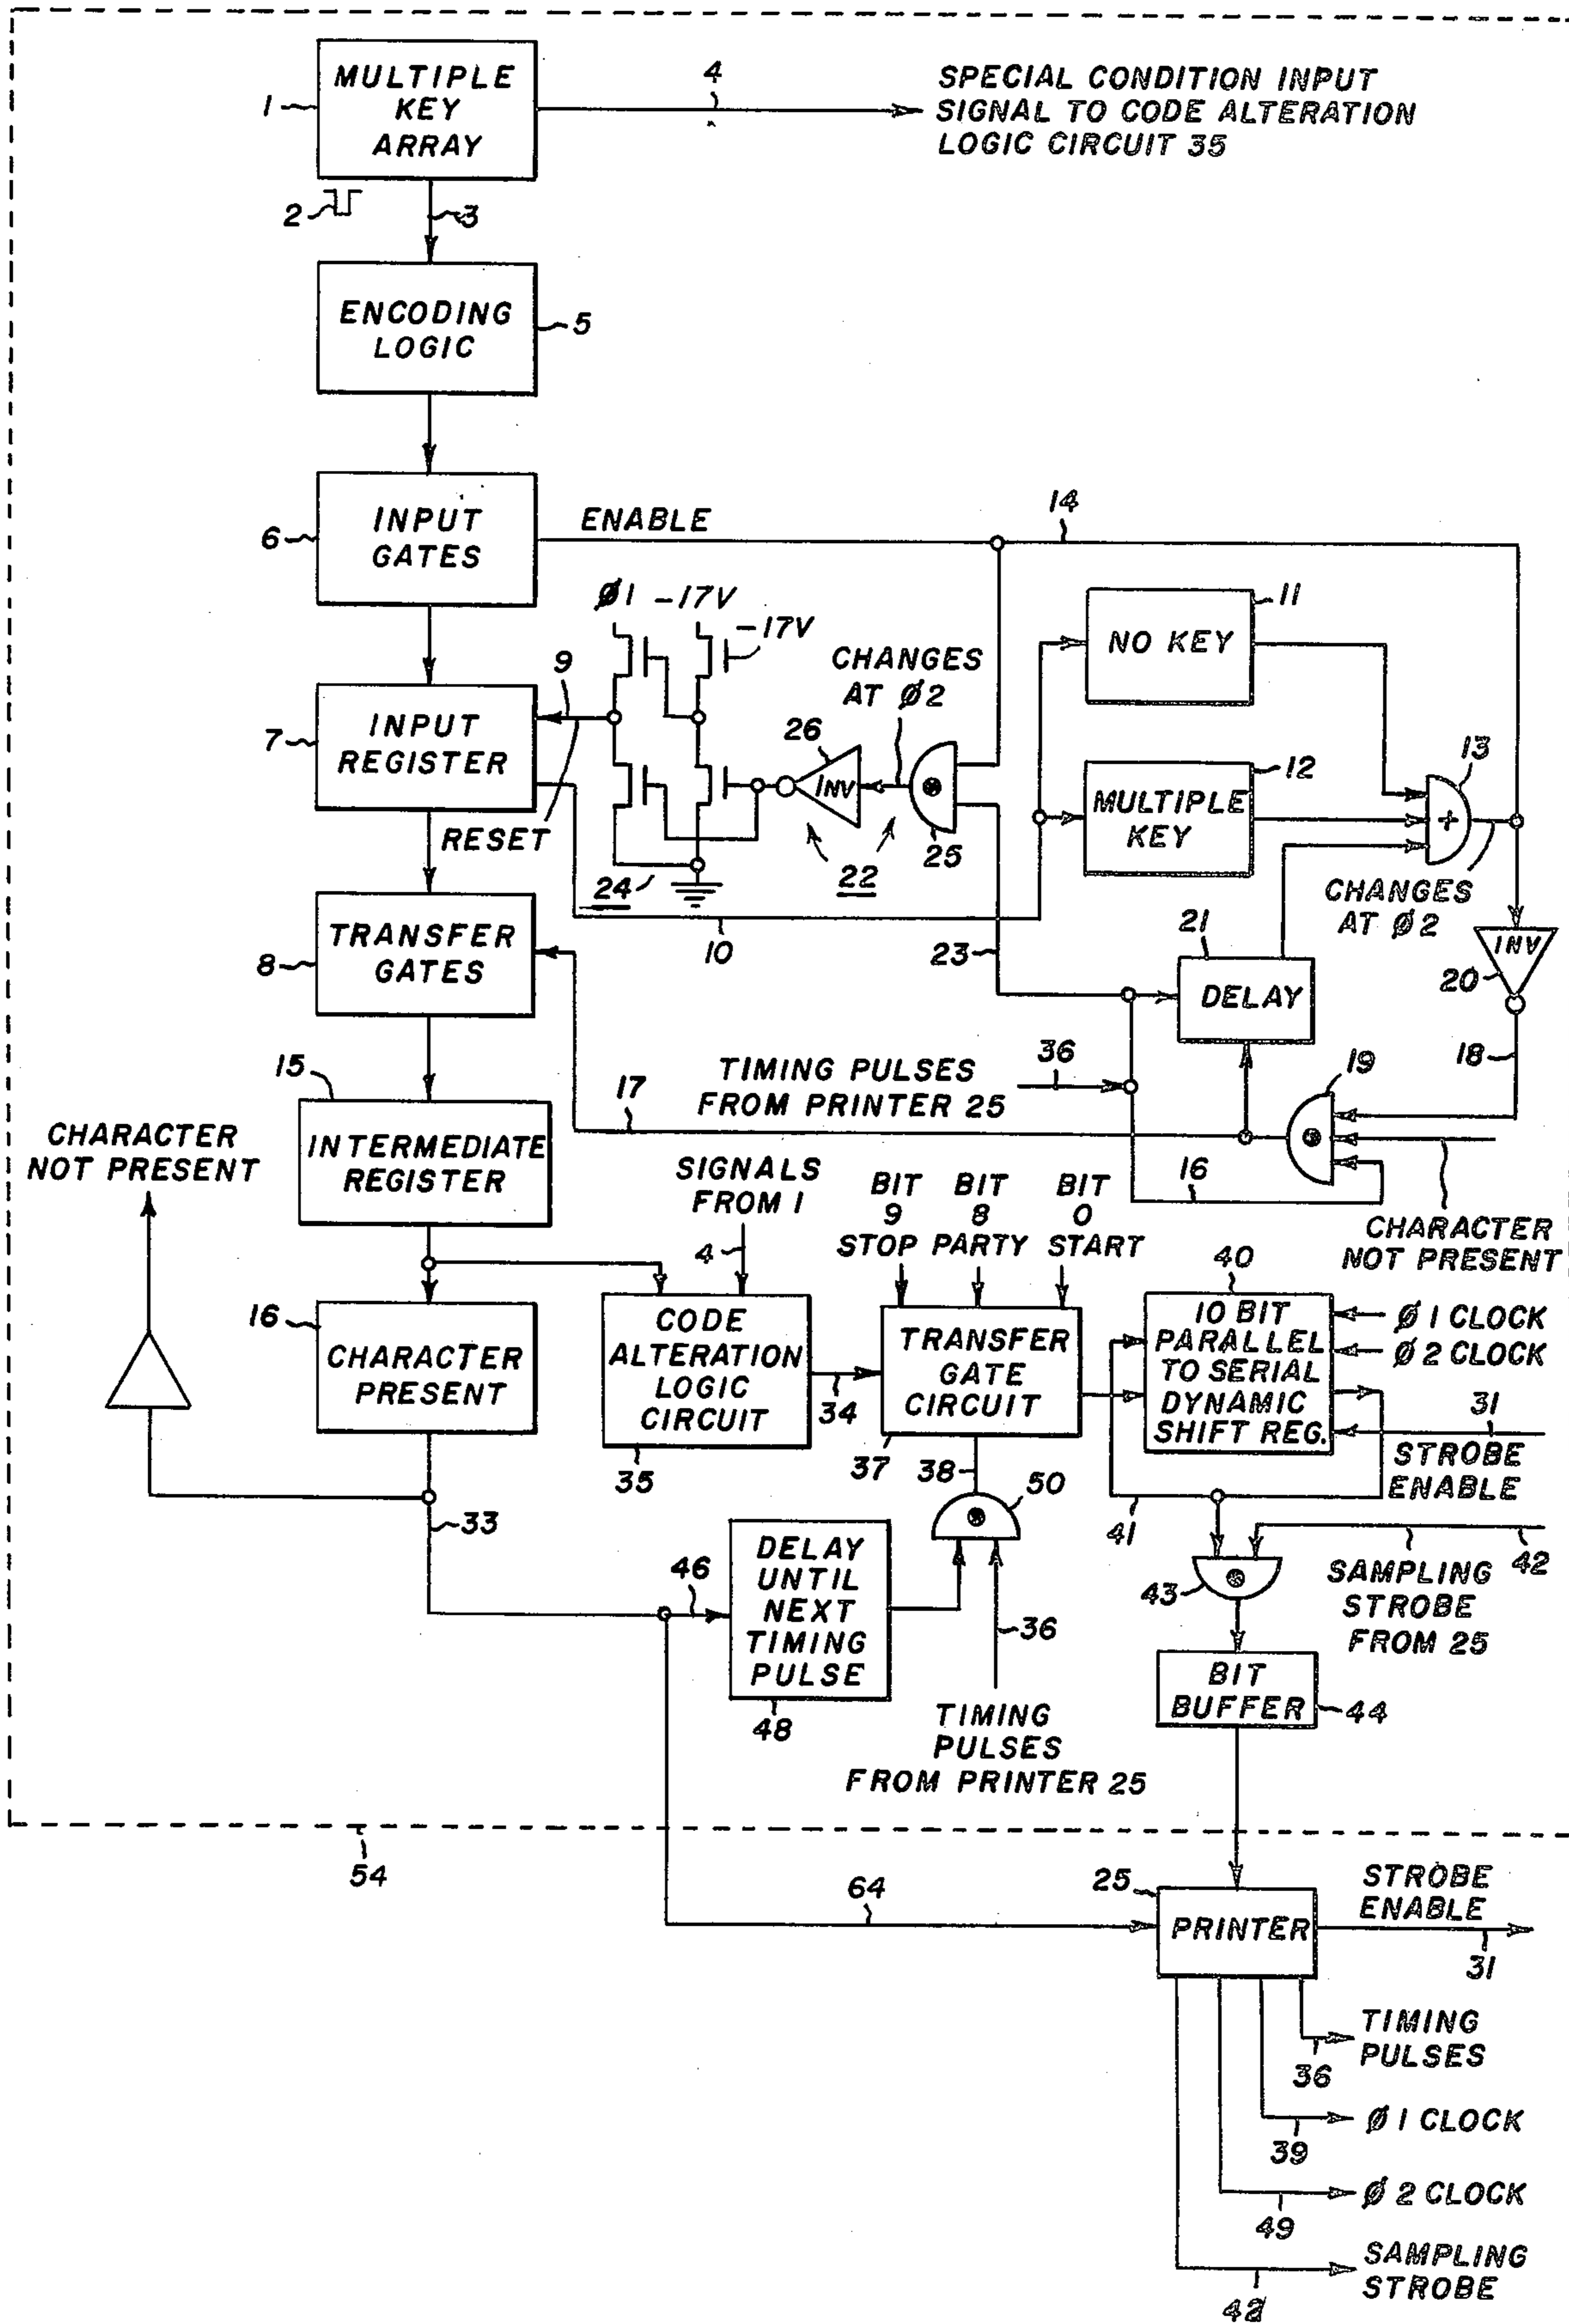 MULTIPLE
KEY
ARRAY
1
4
SPECIAL CONDITION INPUT
SIGNAL TO CODE ALTERATION
LOGIC CIRCUIT 35
2
3
ENCODING
LOGIC
5
INPUT
GATES
6
ENABLE
14
Ø1 -17V
-17V
NO KEY
11
CHANGES
AT Ø2
9
INPUT
REGISTER
7
26
INV
25
22
24
RESET
MULTIPLE
KEY
12
13
+
CHANGES
AT Ø2
10
23
TRANSFER
GATES
8
21
DELAY
INV
20
18
15
36
TIMING PULSES
FROM PRINTER 25
17
19
CHARACTER
NOT PRESENT
INTERMEDIATE
REGISTER
SIGNALS
FROM 1
4
BIT
9
STOP
BIT
8
PARTY
BIT
0
START
16
CHARACTER
NOT PRESENT
40
16
CHARACTER
PRESENT
CODE
ALTERATION
LOGIC
CIRCUIT
35
34
TRANSFER
GATE
CIRCUIT
37
38
10 BIT
PARALLEL
TO SERIAL
DYNAMIC
SHIFT REG.
Ø 1 CLOCK
Ø 2 CLOCK
31
STROBE
ENABLE
33
50
41
42
46
DELAY
UNTIL
NEXT
TIMING
PULSE
48
36
43
SAMPLING
STROBE
FROM 25
BIT
BUFFER
44
TIMING
PULSES
FROM PRINTER 25
54
64
25
PRINTER
STROBE
ENABLE
31
TIMING
PULSES
36
Ø 1 CLOCK
39
Ø 2 CLOCK
49
SAMPLING
STROBE
42